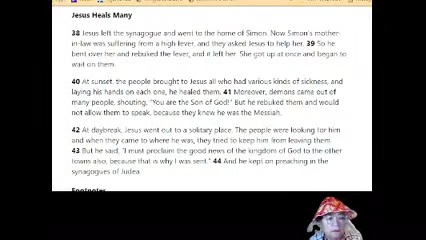 Jesus Heals Many
38 Jesus left the synagogue and went to the home of Simon. Now Simon's mother-
in-law was suffering from a high fever, and they asked Jesus to help her. 39 So he
bent over her and rebuked the fever, and it left her. She got up at once and began to
wait on them.
40 At sunset, the people brought to Jesus all who had various kinds of sickness, and
laying his hands on each one, he healed them. 41 Moreover, demons came out of
many people, shouting, "You are the Son of God!" But he rebuked them and would
not allow them to speak, because they knew he was the Messiah.
42 At daybreak, Jesus went out to a solitary place. The people were looking for him
and when they came to where he was, they tried to keep him from leaving them.
43 But he said, "I must proclaim the good news of the kingdom of God to the other
towns also, because that is why I was sent." 44 And he kept on preaching in the
synagogues of Judea
Footnotes